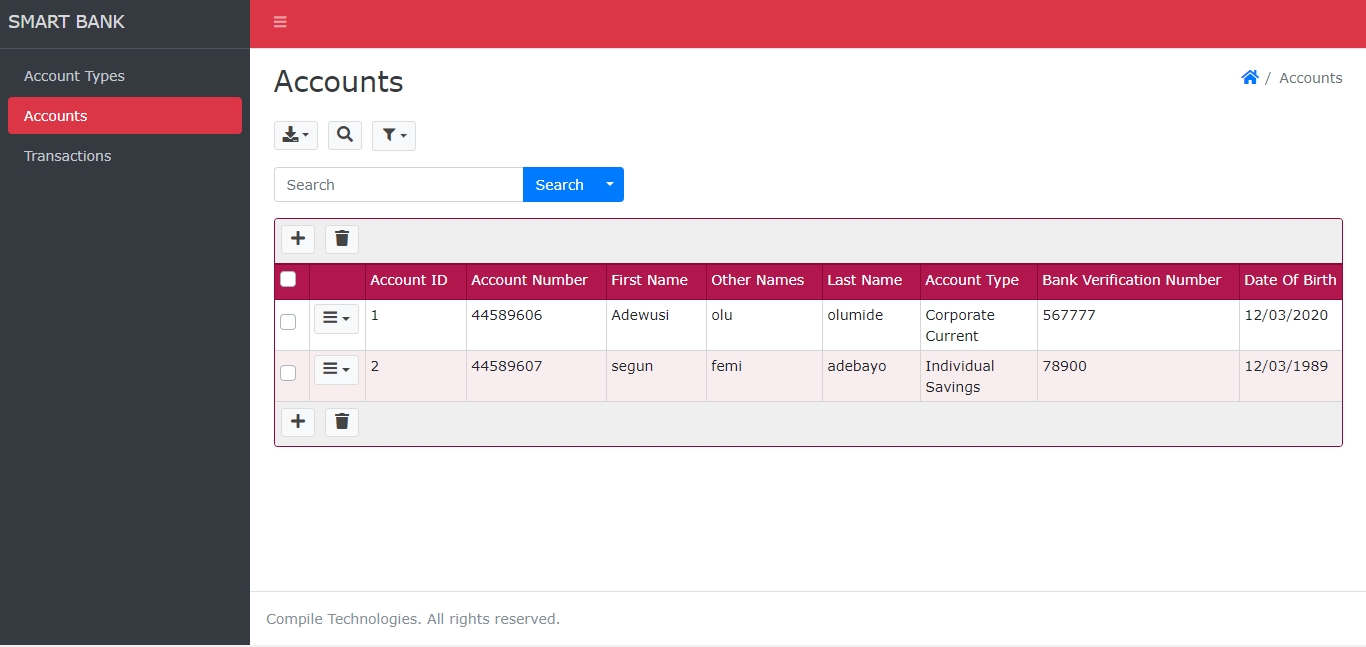 SMART BANK
Account Types
Accounts
Transactions
Accounts
/ Accounts
Search
Search
Account ID Account Number First Name Other Names Last Name Account Type Bank Verification Number Date Of Birth
1 44589606 Adewusi olu olumide Corporate Current 567777 12/03/2020
2 44589607 segun femi adebayo Individual Savings 78900 12/03/1989
Compile Technologies. All rights reserved.